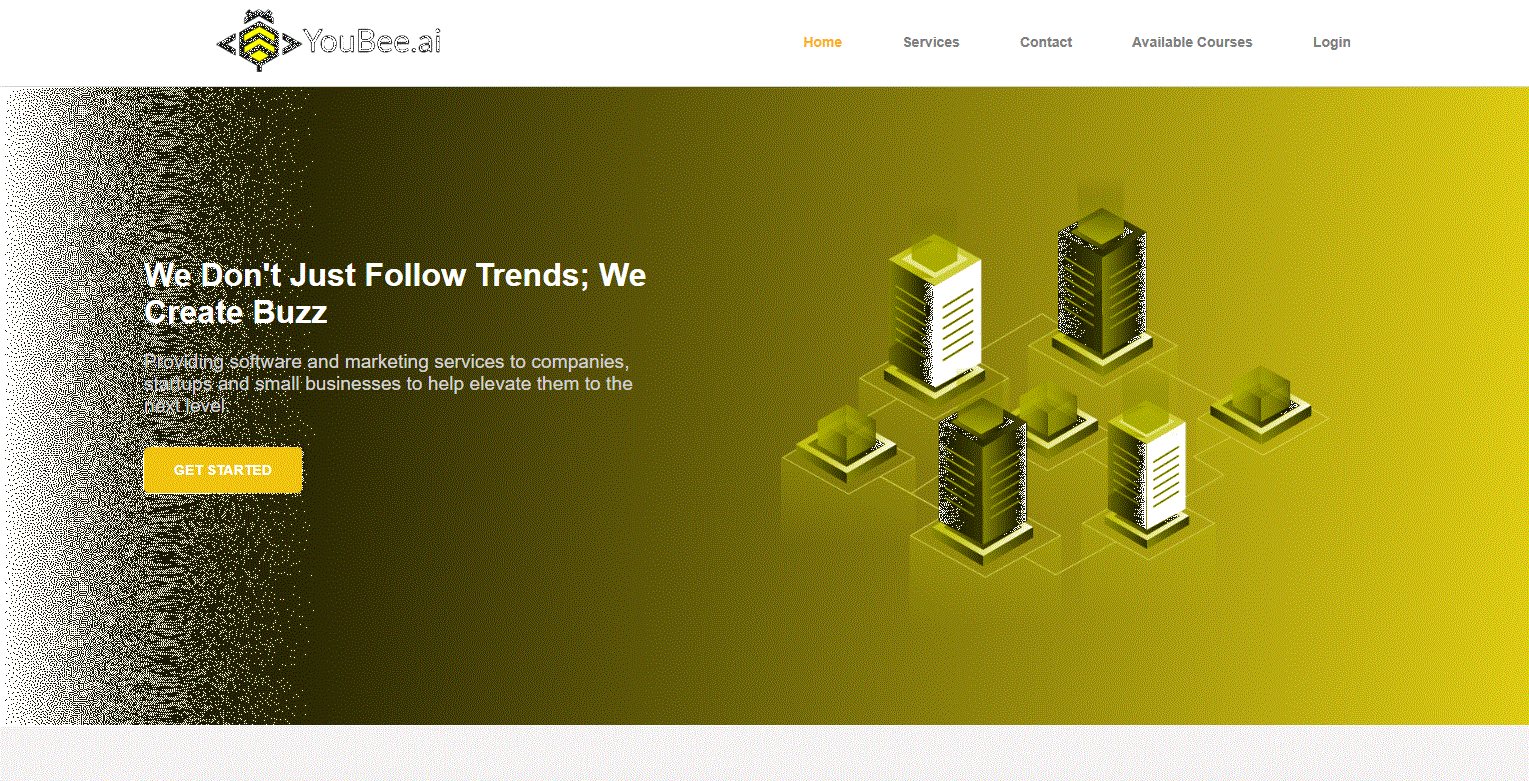 YouBee.ai
Home
Services
Contact
Available Courses
Login
We Don't Just Follow Trends; We
Create Buzz
Providing software and marketing services to companies,
startups and small businesses to help elevate them to the
next level.
GET STARTED